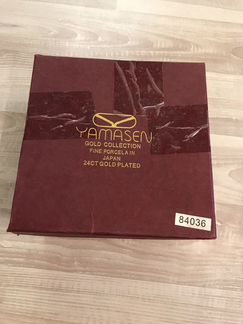 YAMASEN
GOLD COLLECTION
FINE PORCELAIN
JAPAN
24CT GOLD PLATED
84036